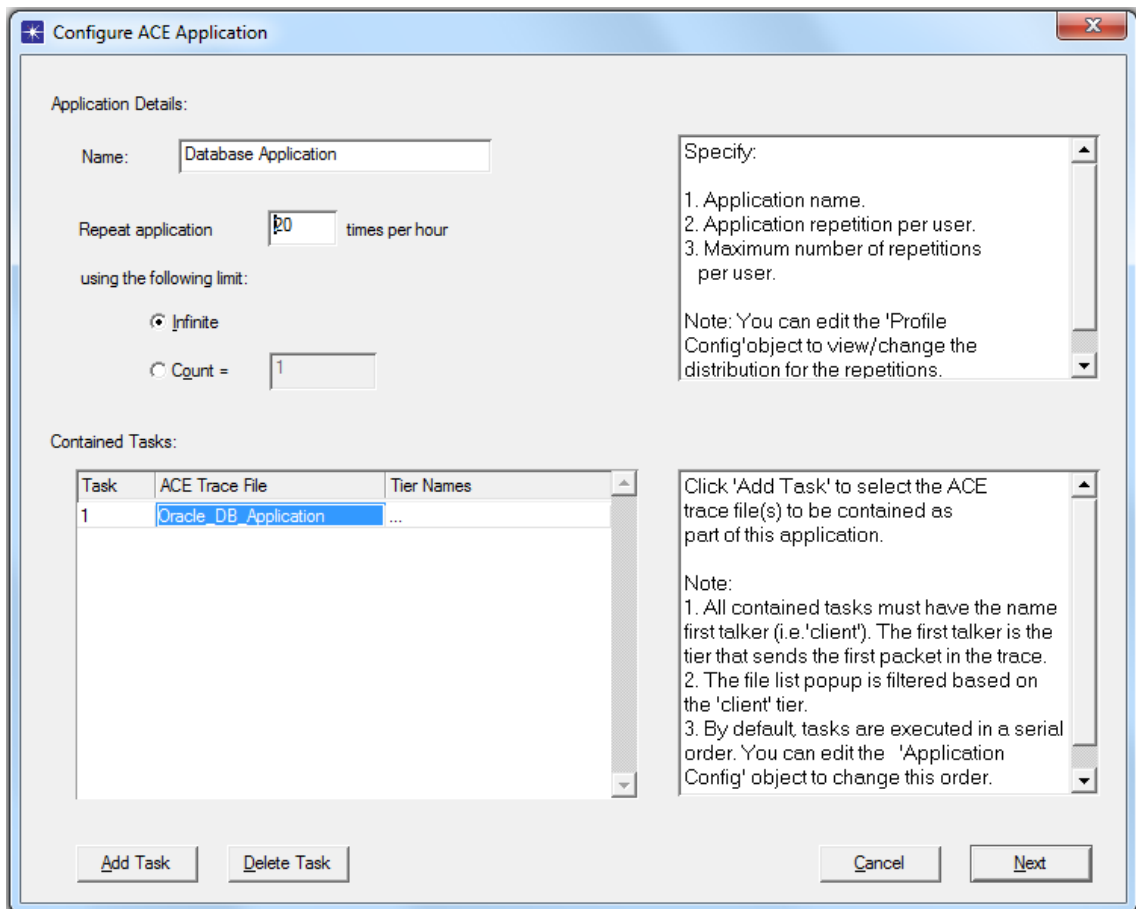 Configure ACE Application
Application Details:
Name:
Database Application
Repeat application
20
times per hour
using the following limit:
Infinite
Count =
1
Specify:
1. Application name.
2. Application repetition per user.
3. Maximum number of repetitions
per user.
Note: You can edit the 'Profile
Config'object to view/change the
distribution for the repetitions.
Contained Tasks:
Task ACE Trace File Tier Names
1 Oracle_DB_Application ...
Click 'Add Task' to select the ACE
trace file(s) to be contained as
part of this application.
Note:
1. All contained tasks must have the name
first talker (i.e.'client'). The first talker is the
tier that sends the first packet in the trace.
2. The file list popup is filtered based on
the 'client' tier.
3. By default, tasks are executed in a serial
order. You can edit the 'Application
Config' object to change this order.
Add Task
Delete Task
Cancel
Next